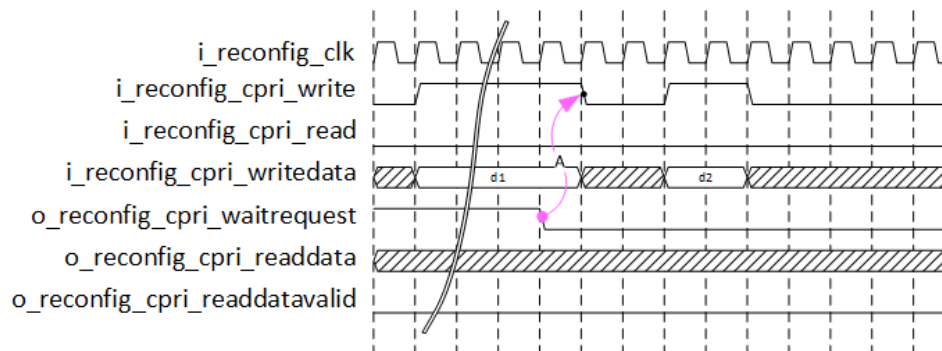 i_reconfig_clk
i_reconfig_cpri_write
i_reconfig_cpri_read
A
i_reconfig_cpri_writedata d1 d2
o_reconfig_cpri_waitrequest
o_reconfig_cpri_readdata
o_reconfig_cpri_readdatavalid